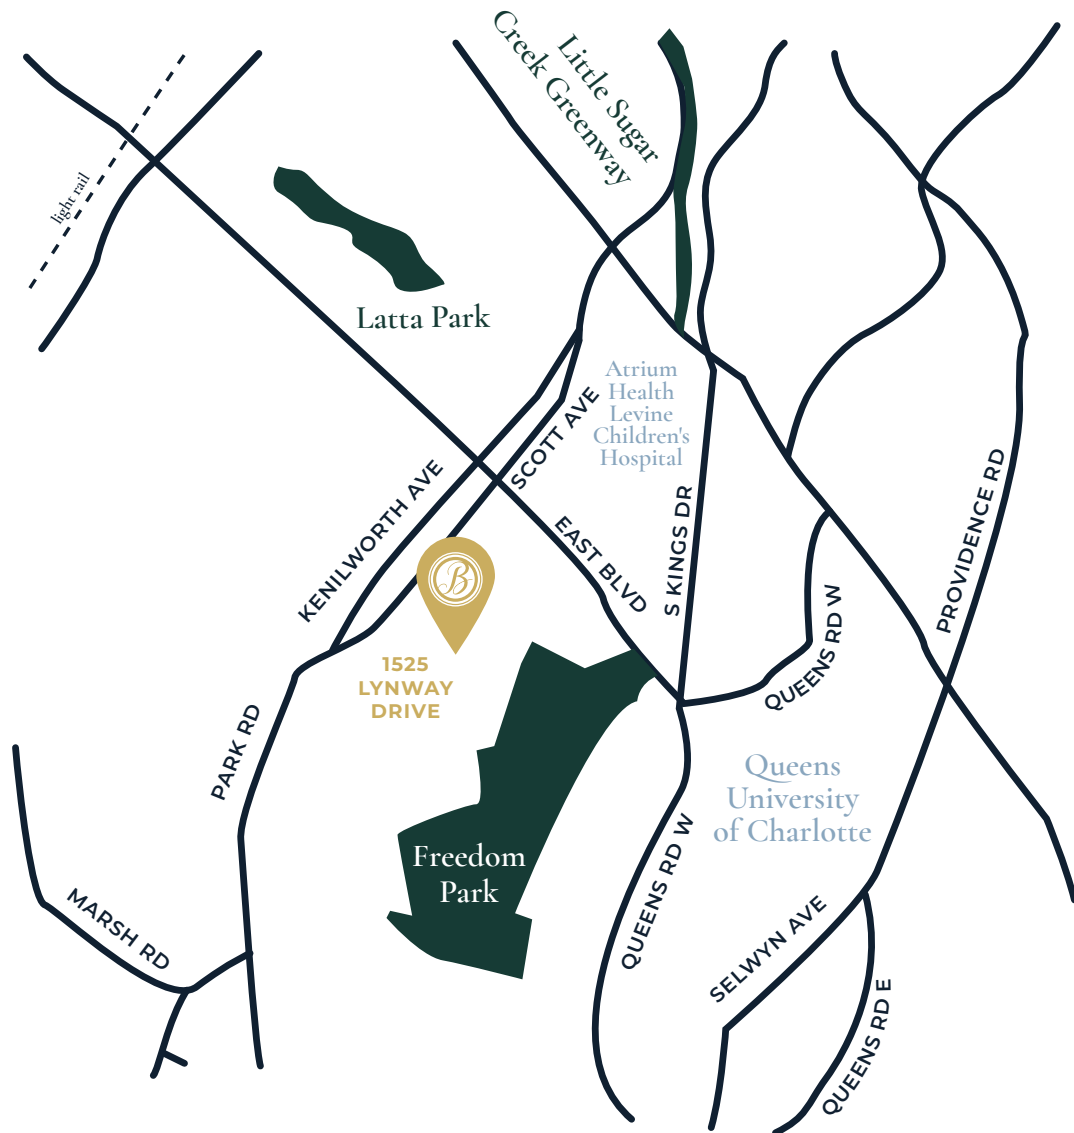 Little Sugar
Creek Greenway
light rail
Latta Park
Atrium
Health
Levine
Children's
Hospital
SCOTT AVE
KENILWORTH AVE
EAST BLVD
S KINGS DR
PROVIDENCE RD
B
QUEENS RD W
1525
LYNWAY
DRIVE
PARK RD
Queens
University
of Charlotte
Freedom
Park
QUEENS RD W
MARSH RD
SELWYN AVE
QUEENS RD E